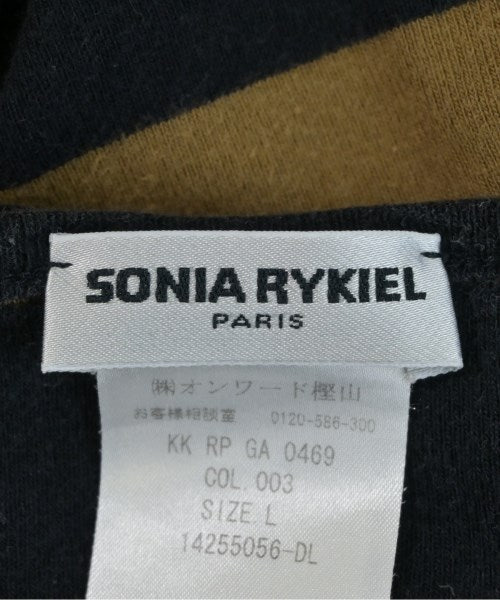 SONIA RYKIEL
PARIS
㈱オンワード樫山
お客様相談室 0120-586-300
KK RP GA 0469
COL.003
SIZE.L
14255056-DL